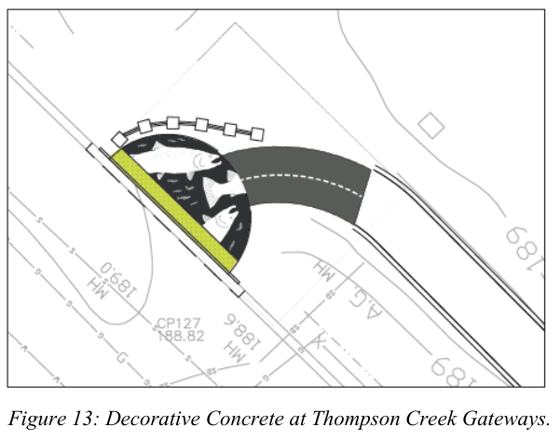 189
189.0
MH
CP127
188.82
188.6
MH
MH
A.G.
X
189
G
Figure 13: Decorative Concrete at Thompson Creek Gateways.